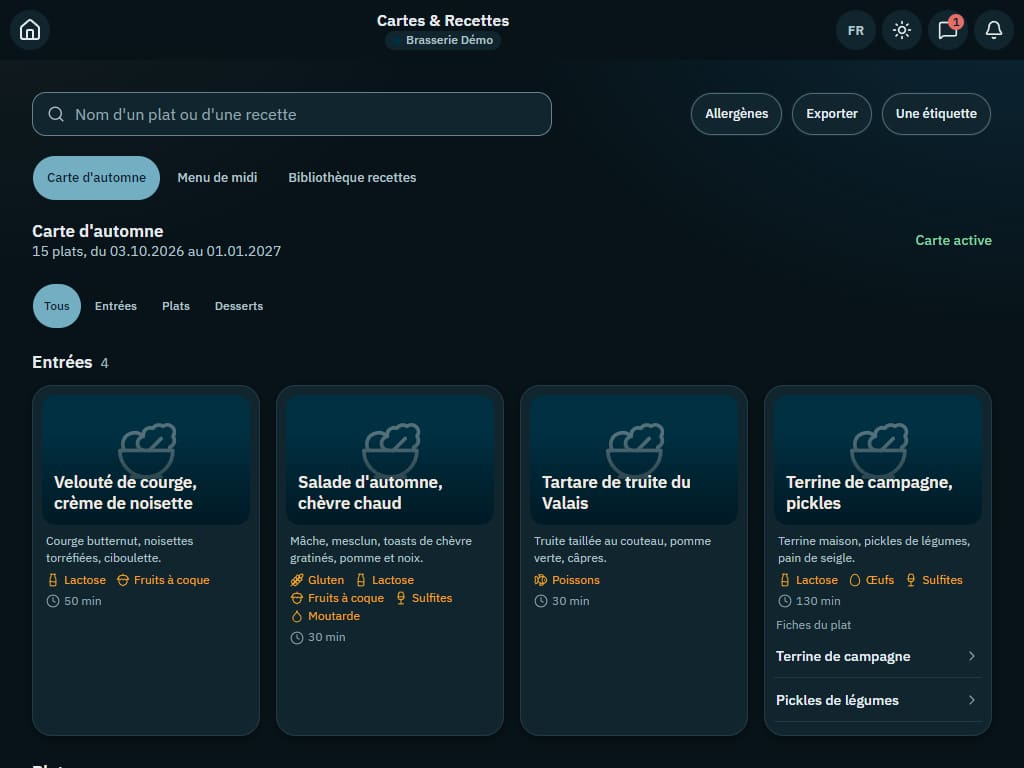 Cartes & Recettes
Brasserie Démo
FR
1
Nom d'un plat ou d'une recette
Allergènes
Exporter
Une étiquette
Carte d'automne
Menu de midi
Bibliothèque recettes
Carte d'automne
15 plats, du 03.10.2026 au 01.01.2027
Carte active
Tous
Entrées
Plats
Desserts
Entrées 4
Velouté de courge,
crème de noisette
Courge butternut, noisettes
torréfiées, ciboulette.
Lactose Fruits à coque
50 min
Salade d'automne,
chèvre chaud
Mâche, mesclun, toasts de chèvre
gratinés, pomme et noix.
Gluten Lactose
Fruits à coque Sulfites
Moutarde
30 min
Tartare de truite du
Valais
Truite taillée au couteau, pomme
verte, câpres.
Poissons
30 min
Terrine de campagne,
pickles
Terrine maison, pickles de légumes,
pain de seigle.
Lactose Œufs Sulfites
130 min
Fiches du plat
Terrine de campagne
Pickles de légumes